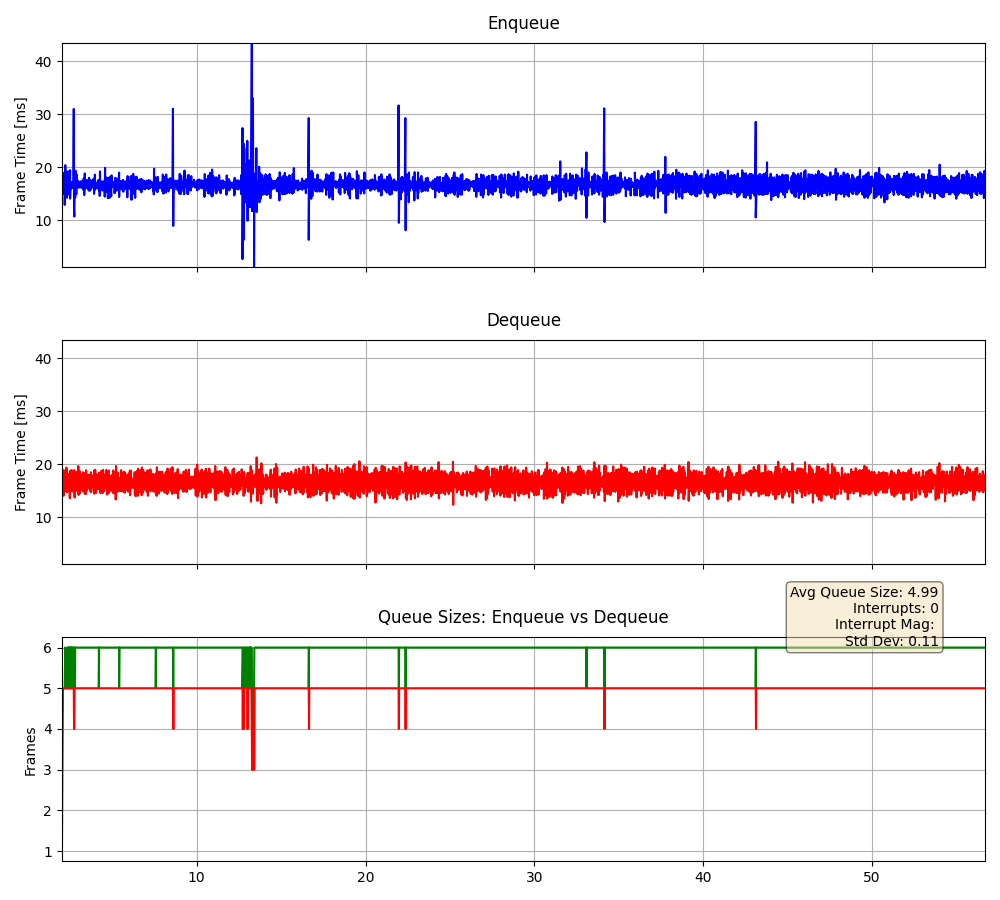 Enqueue
Frame Time [ms]
40
30
20
10
10
20
30
40
50
Dequeue
Frame Time [ms]
40
30
20
10
Avg Queue Size: 4.99
Interrupts: 0
Interrupt Mag:
Std Dev: 0.11
Queue Sizes: Enqueue vs Dequeue
Frames
6
5
4
3
2
1